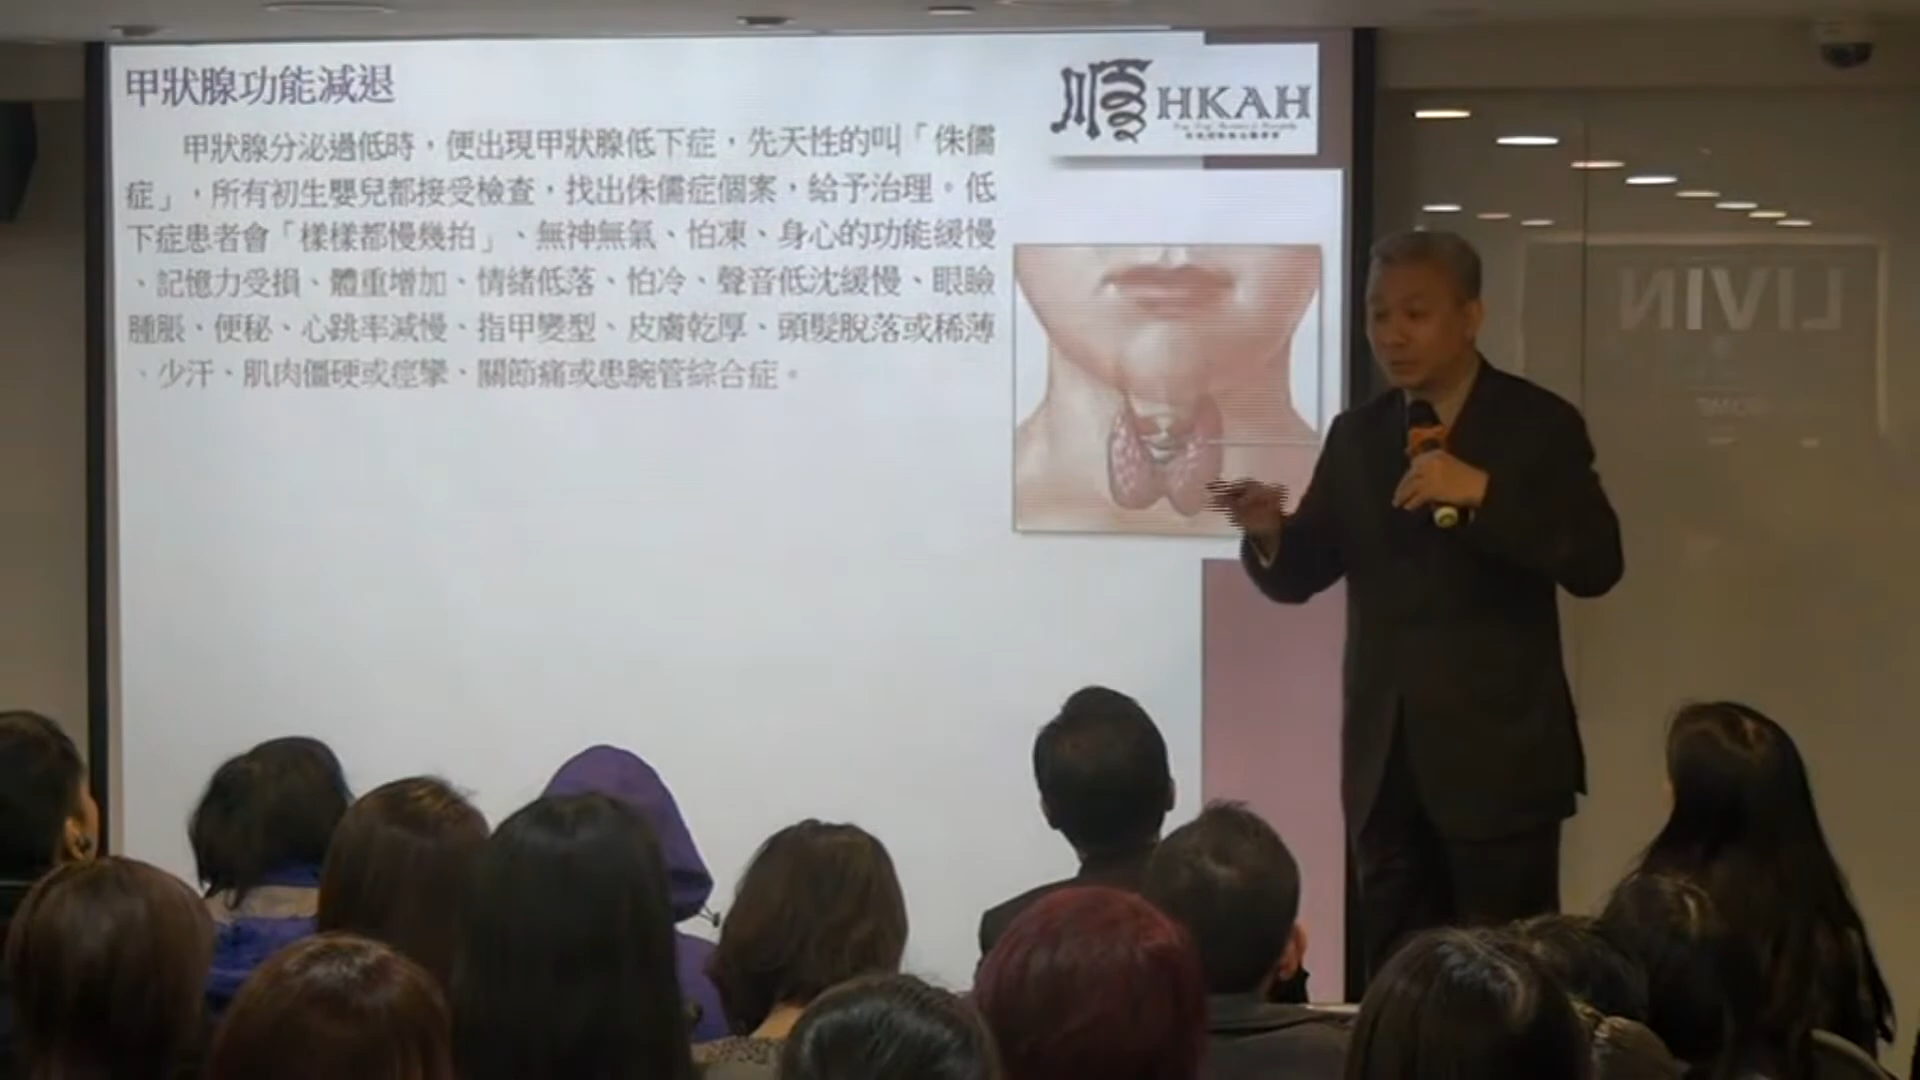 甲狀腺功能減退
甲狀腺分泌過低時，便出現甲狀腺低下症，先天性的叫「侏儒
症」，所有初生嬰兒都接受檢查，找出侏儒症個案，給予治理。低
下症患者會「樣樣都慢幾拍」、無神無氣、怕凍、身心的功能緩慢
、記憶力受損、體重增加、情緒低落、怕冷、聲音低沈緩慢、眼瞼
腫脹、便秘、心跳率減慢、指甲變型、皮膚乾厚、頭髮脫落或稀薄
、少汗、肌肉僵硬或痙攣、關節痛或患腕管綜合症。
順HKAH
LIVIN